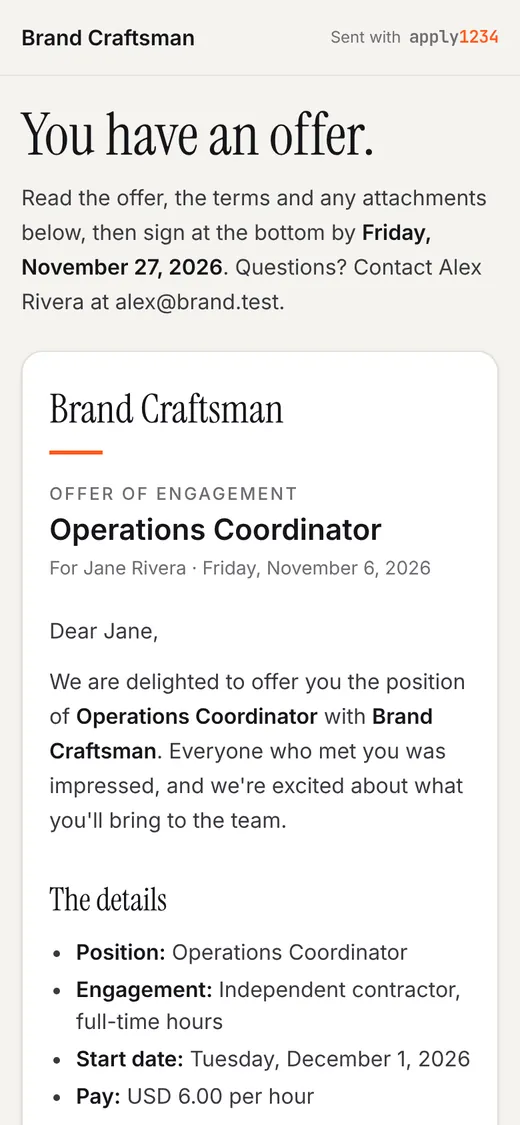 Brand Craftsman
Sent with apply1234
You have an offer.
Read the offer, the terms and any attachments
below, then sign at the bottom by Friday,
November 27, 2026. Questions? Contact Alex
Rivera at alex@brand.test.
Brand Craftsman
OFFER OF ENGAGEMENT
Operations Coordinator
For Jane Rivera · Friday, November 6, 2026
Dear Jane,
We are delighted to offer you the position
of Operations Coordinator with Brand
Craftsman. Everyone who met you was
impressed, and we're excited about what
you'll bring to the team.
The details
• Position: Operations Coordinator
• Engagement: Independent contractor,
full-time hours
• Start date: Tuesday, December 1, 2026
• Pay: USD 6.00 per hour